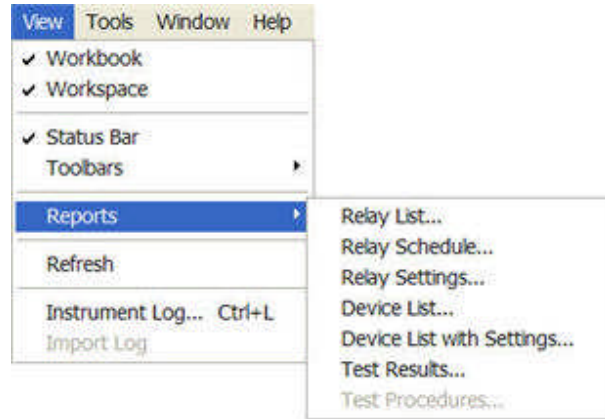 View Tools Window Help
Workbook
Workspace
Status Bar
Toolbars
Reports
Refresh
Instrument Log... Ctrl+L
Import Log
Relay List...
Relay Schedule...
Relay Settings...
Device List...
Device List with Settings...
Test Results...
Test Procedures...